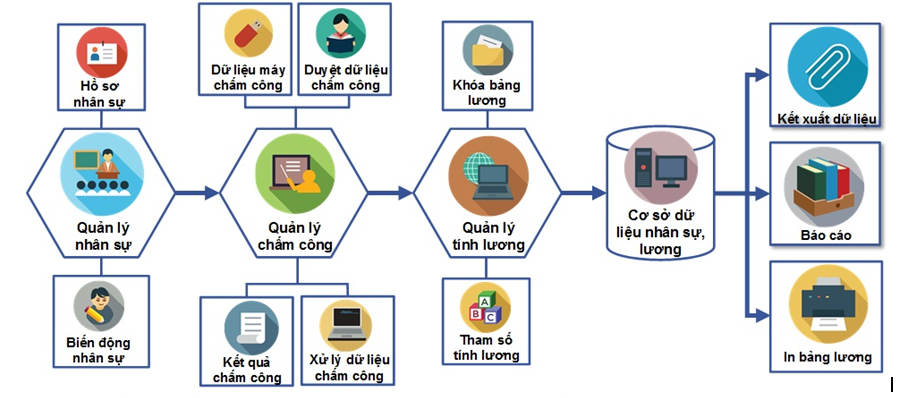 Hồ sơ
nhân sự
Quản lý
nhân sự
Biến động
nhân sự
Dữ liệu máy
chấm công
Duyệt dữ liệu
chấm công
Quản lý
chấm công
Kết quả
chấm công
Xử lý dữ liệu
chấm công
Khóa bảng
lương
Quản lý
tính lương
Tham số
tính lương
Cơ sở dữ
liệu nhân sự,
lương
Kết xuất dữ liệu
Báo cáo
In bảng lương